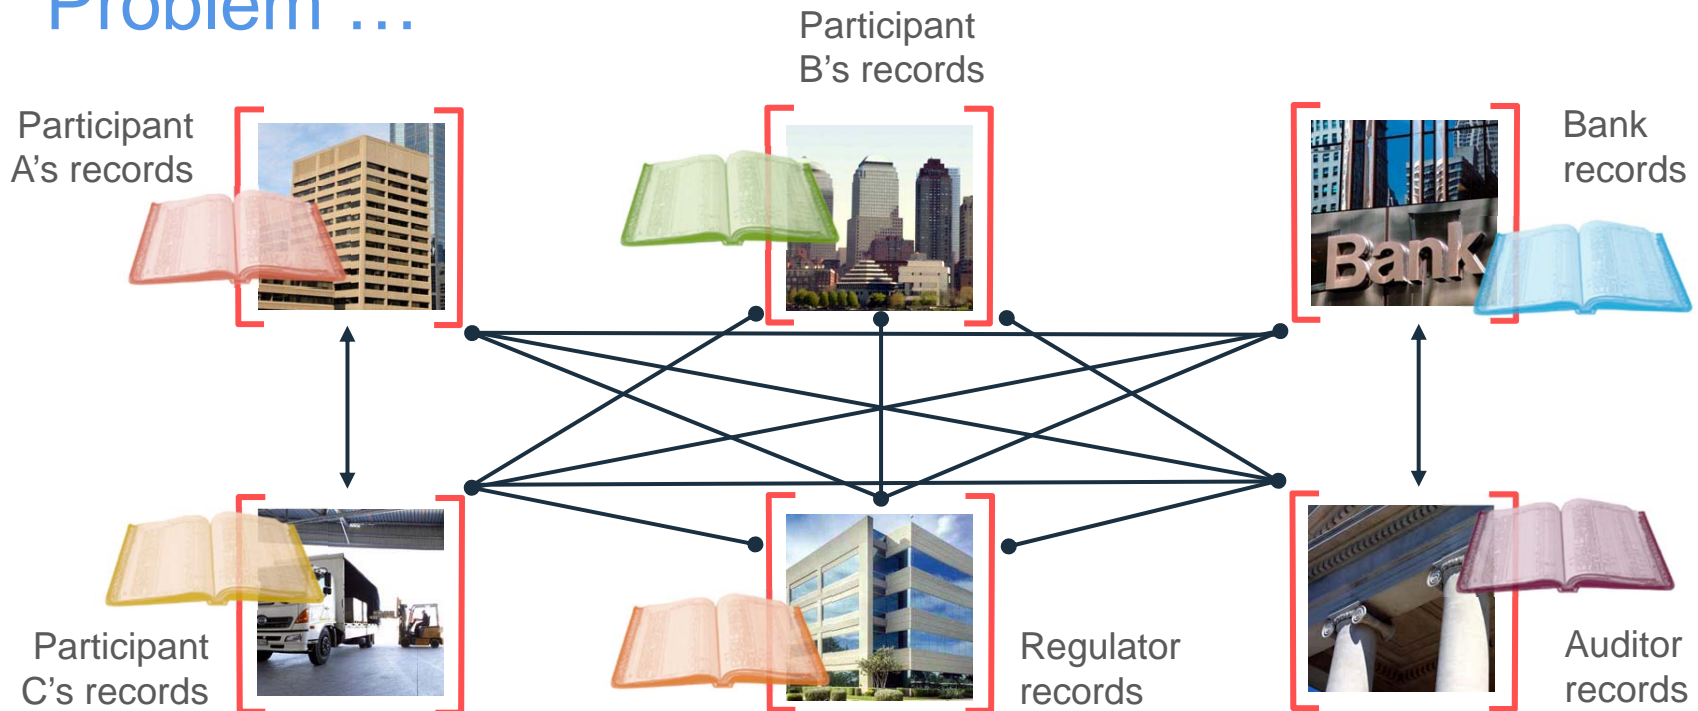 Problem ...
Participant
B's records
Participant
A's records
Bank
records
Bank
Participant
C's records
Regulator
records
Auditor
records